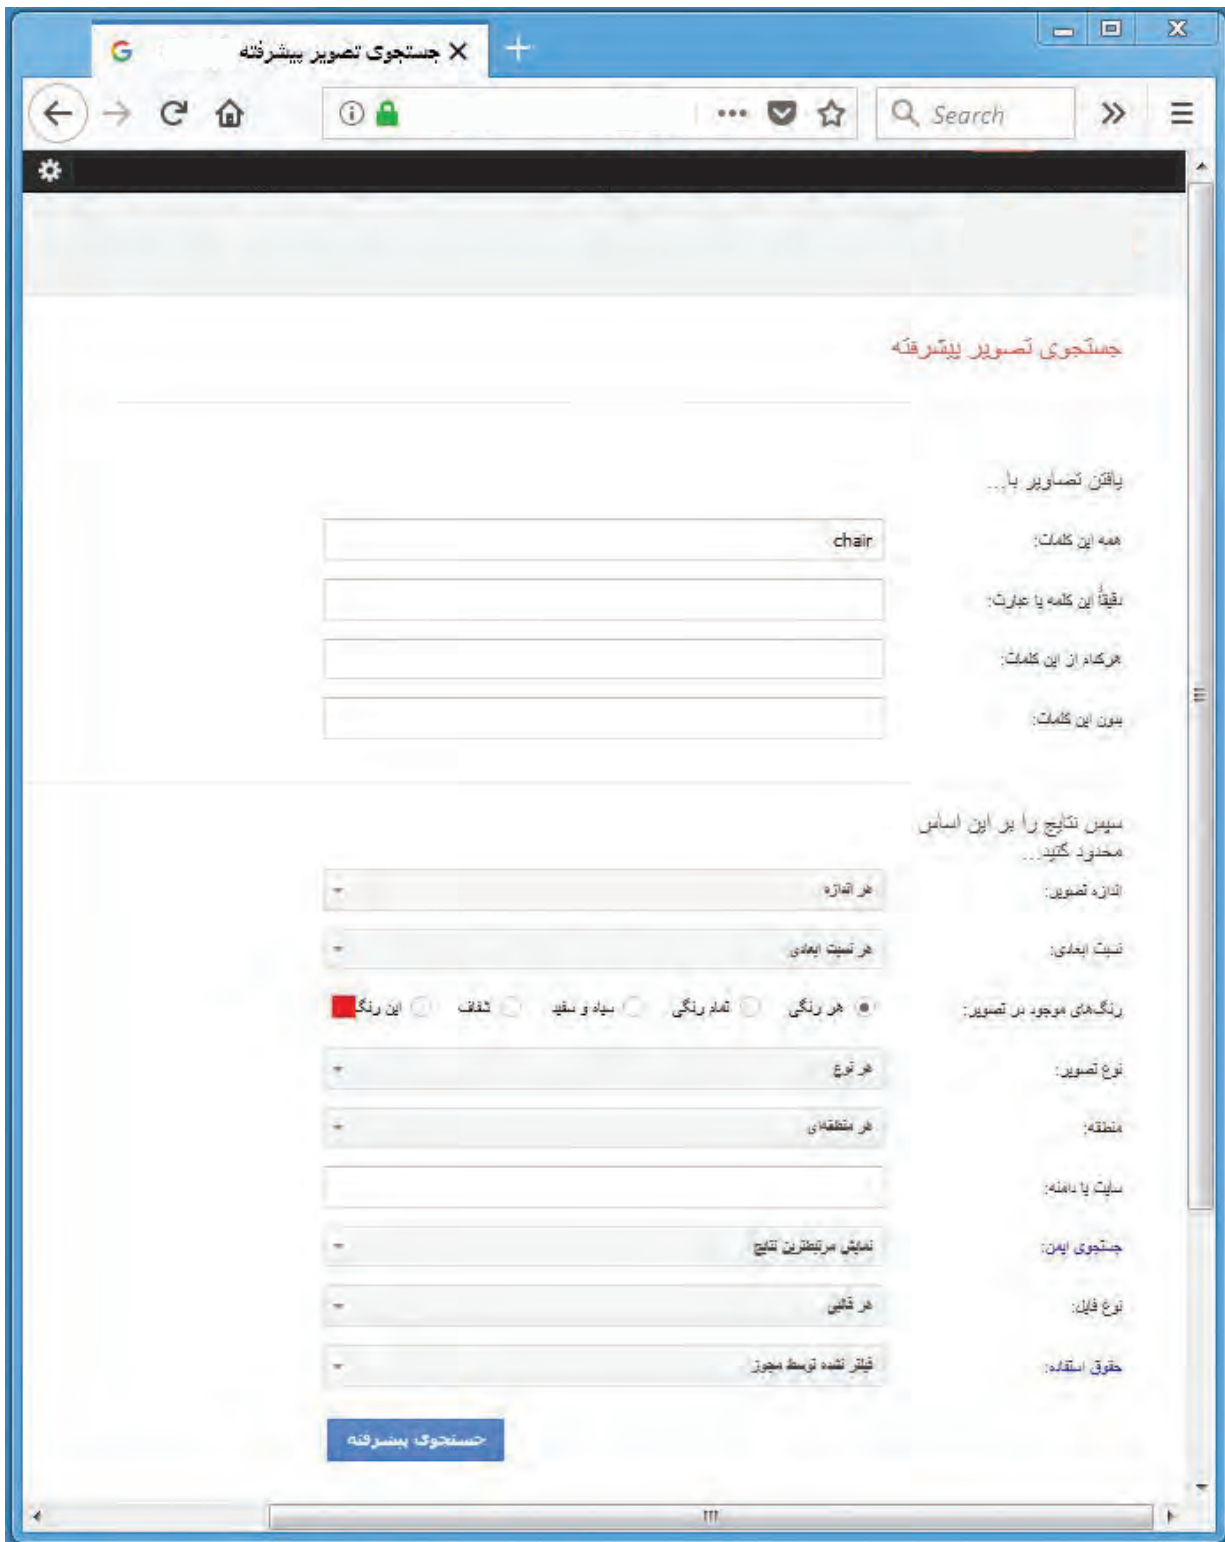 جستجوی تصویر پیشرفته
Search
جستجوی تصویر پیشرفته
یافتن تصاویر با...
همه این کلمات:
chair
دقیقاً این کلمه یا عبارت:
هرکدام از این کلمات:
بدون این کلمات:
سپس نتایج را بر این اساس
محدود کنید...
اندازه تصویر:
هر اندازه
نسبت ابعادی:
هر نسبت ابعادی
رنگ‌های موجود در تصویر:
هر رنگی تمام رنگی سیاه و سفید شفاف این رنگ
نوع تصویر:
هر نوع
منطقه:
هر منطقه‌ای
سایت یا دامنه:
جستجوی ایمن:
نمایش مرتبطترین نتایج
نوع فایل:
هر قالبی
حقوق استفاده:
فیلتر نشده توسط مجوز
جستجوی پیشرفته